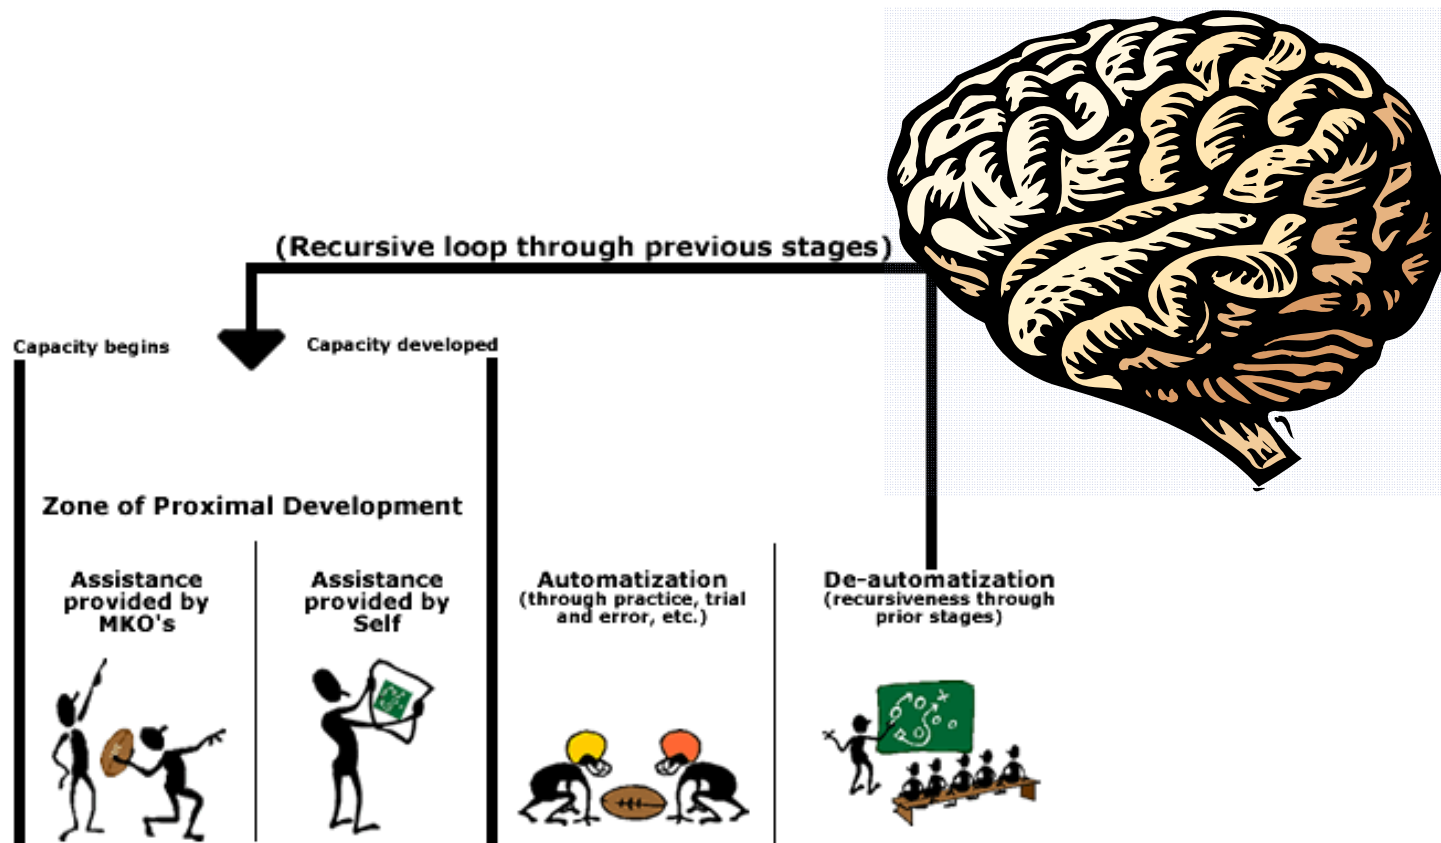 (Recursive loop through previous stages)
Capacity begins
Capacity developed
Zone of Proximal Development
Assistance
provided by
MKO's
Assistance
provided by
Self
Automatization
(through practice, trial
and error, etc.)
De-automatization
(recursiveness through
prior stages)